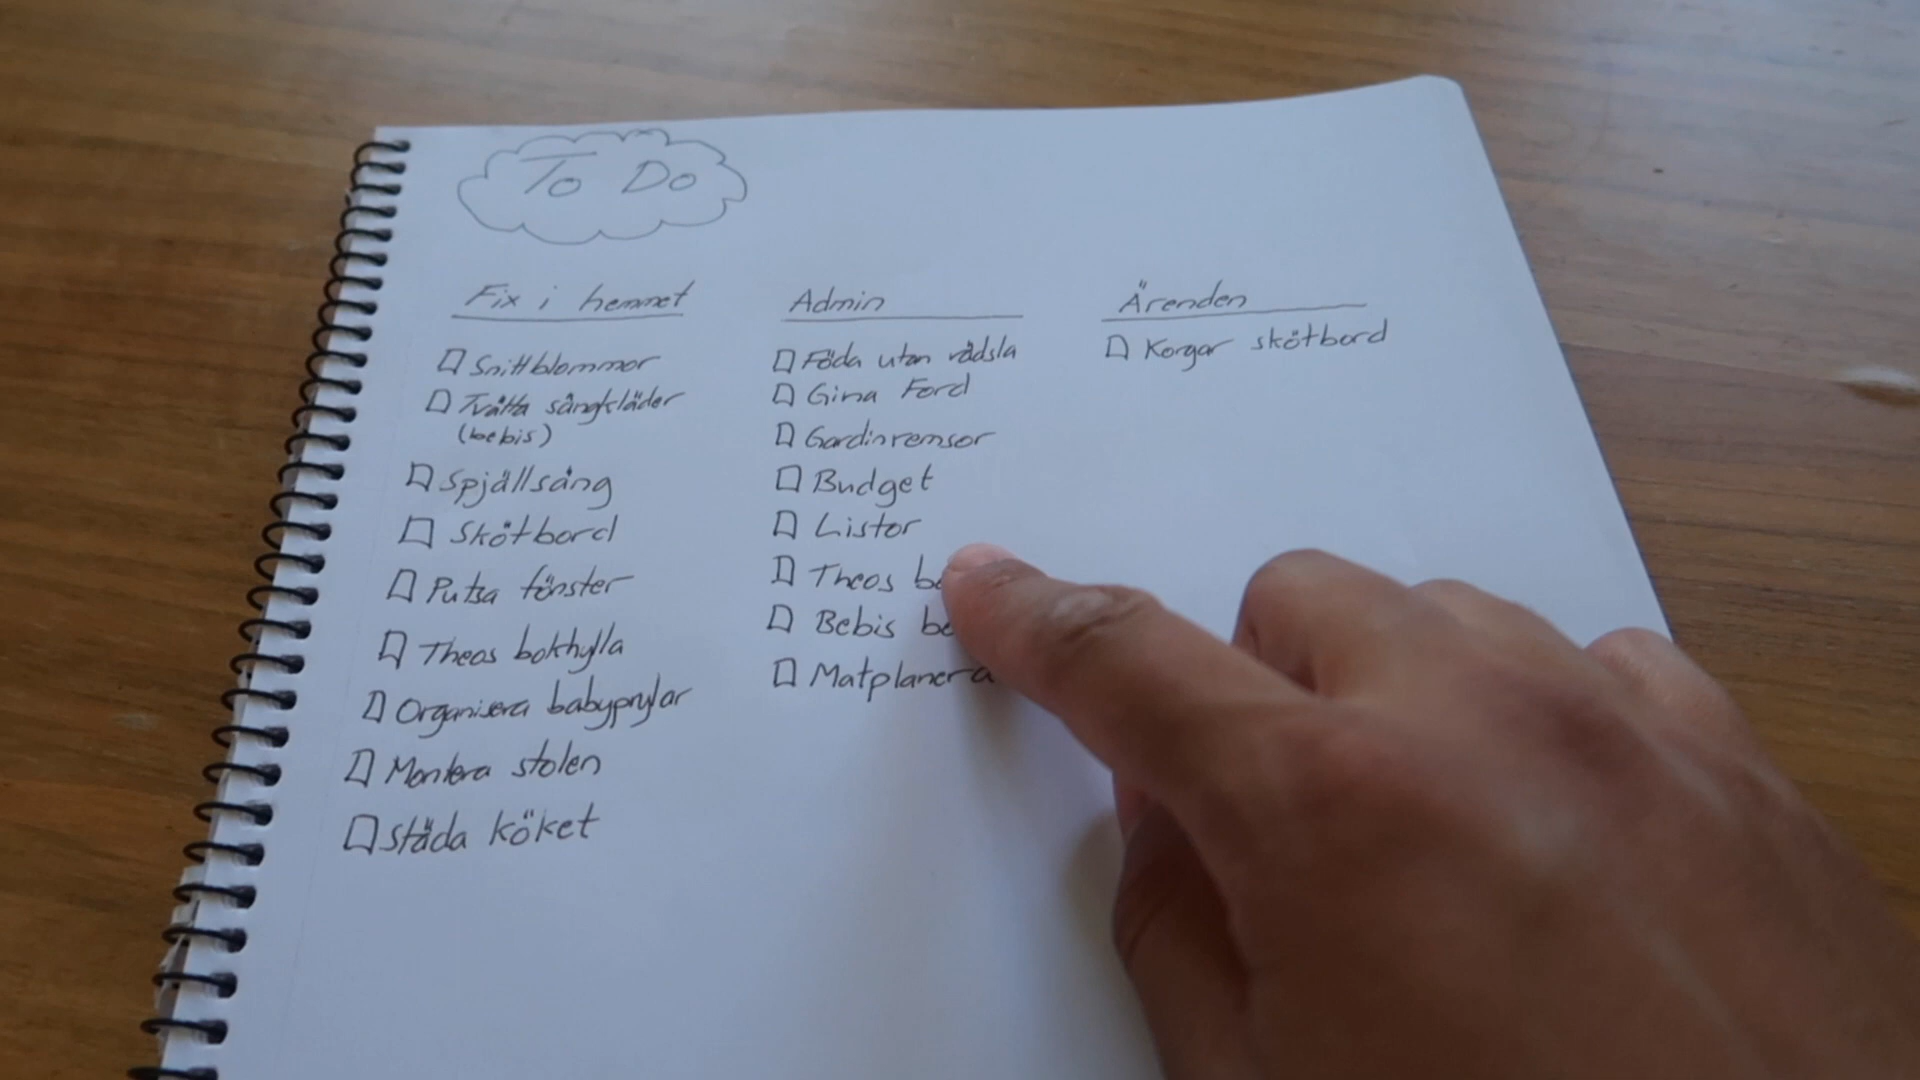 To Do
Fix i hemmet
Snittblommor
Tvätta sängkläder
(bebis)
Spjällsäng
Skötbord
Putsa fönster
Theos bokhylla
Organisera babyprylar
Montera stolen
Städa köket
Admin
Föda utan rädsla
Gina Ford
Gardinremsor
Budget
Listor
Theos
Bebis
Matplanera
Ärenden
Korgar skötbord